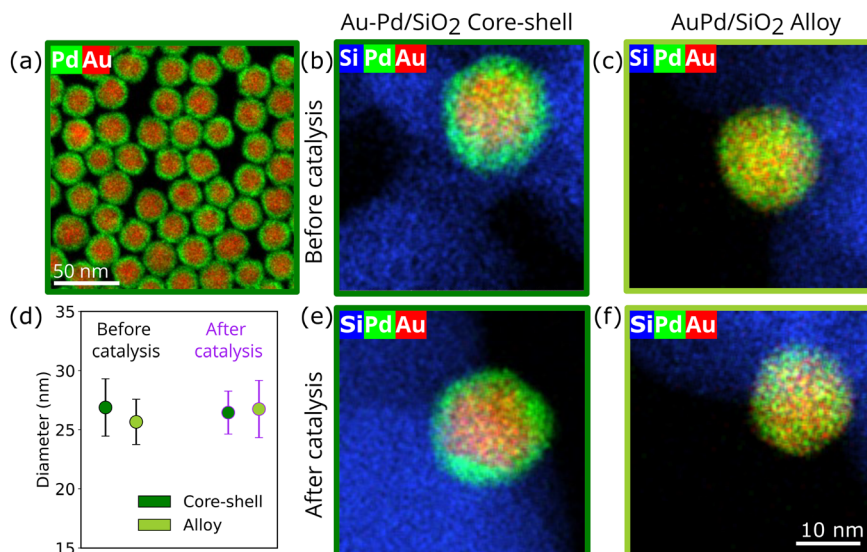 Au-Pd/SiO₂ Core-shell
AuPd/SiO₂ Alloy
(a)
Pd Au
50 nm
Before catalysis
(b)
Si Pd Au
(c)
Si Pd Au
(d)
35
30
25
20
15
Diameter (nm)
Before
catalysis
After
catalysis
Core-shell
Alloy
After catalysis
(e)
Si Pd Au
(f)
Si Pd Au
10 nm